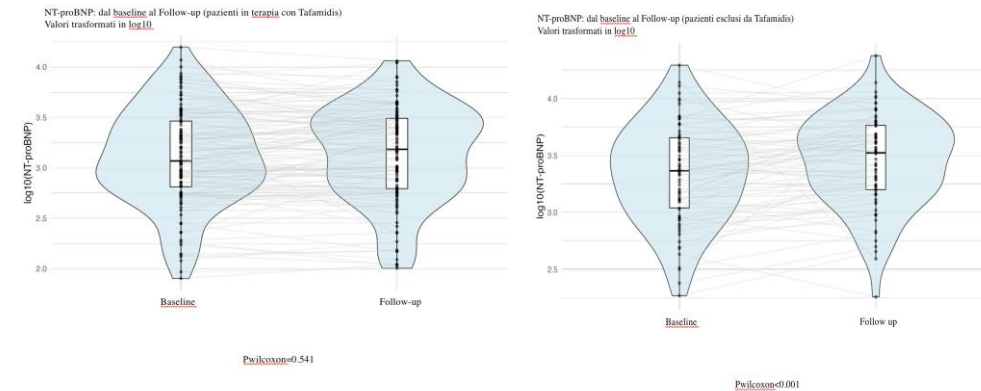 NT-proBNP: dal baseline al Follow-up (pazienti in terapia con Tafamidis)
Valori trasformati in log10
log10(NT-proBNP)
4.0
3.5
3.0
2.5
2.0
Baseline
Follow-up
Pwilcoxon=0.541
NT-proBNP: dal baseline al Follow-up (pazienti esclusi da Tafamidis)
Valori trasformati in log10
log10(NT-proBNP)
4.0
3.5
3.0
2.5
Baseline
Follow up
Pwilcoxon<0.001